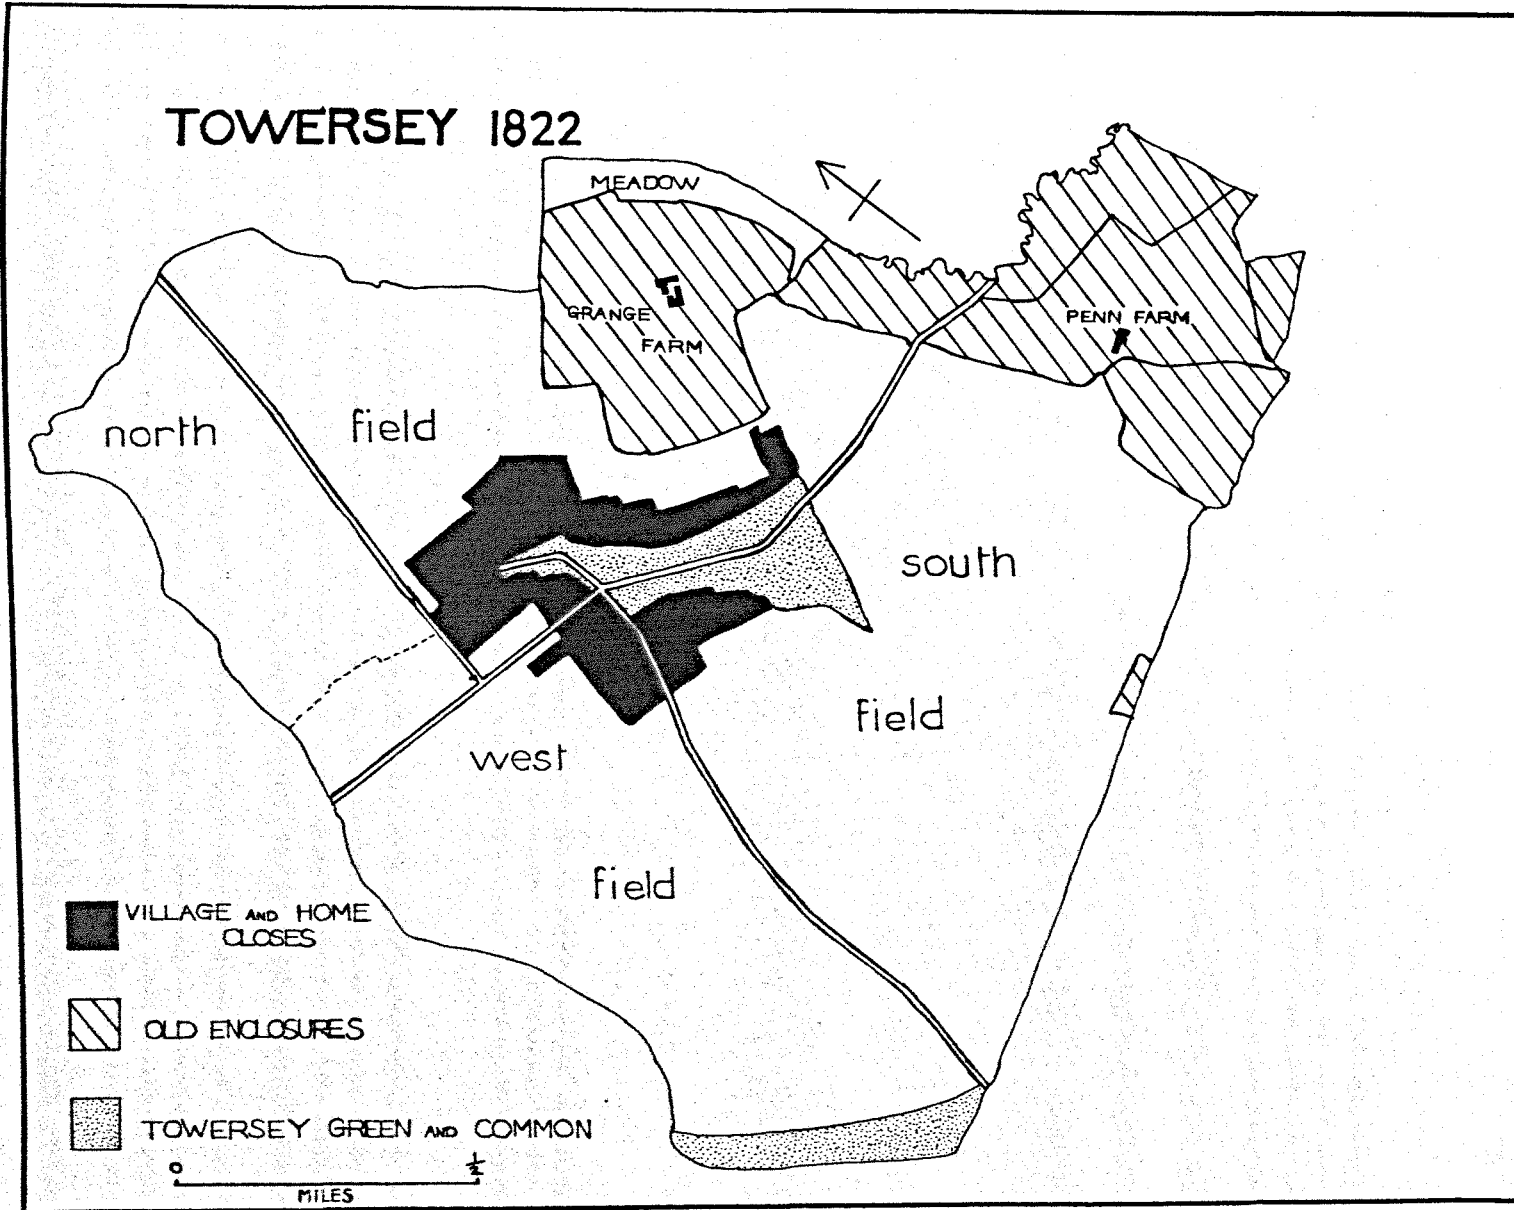 TOWERSEY 1822
MEADOW
GRANGE
FARM
PENN FARM
north field
south
field
west
field
VILLAGE AND HOME
CLOSES
OLD ENCLOSURES
TOWERSEY GREEN AND COMMON
0 ½
MILES